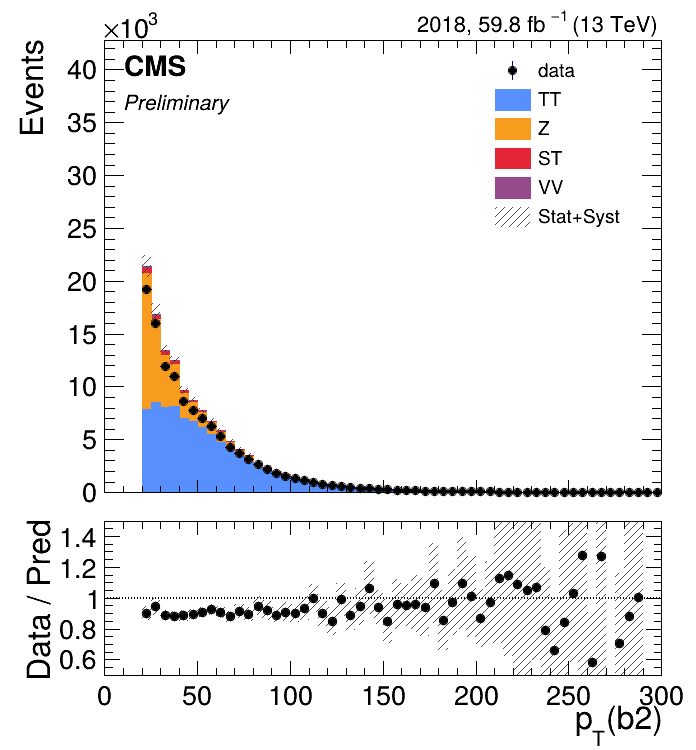 ×10³
2018, 59.8 fb⁻¹ (13 TeV)
CMS
Preliminary
Events
data
TT
Z
ST
VV
Stat+Syst
40
35
30
25
20
15
10
5
0
Data / Pred
1.4
1.2
1
0.8
0.6
0 50 100 150 200 250 300
p_T(b2)